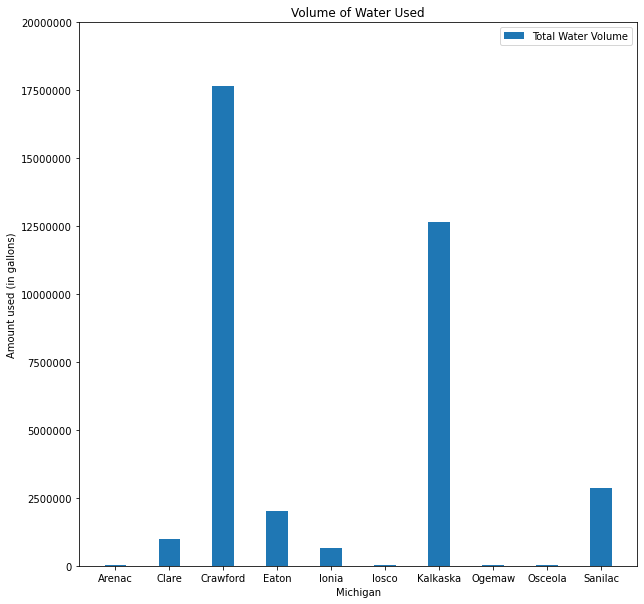 Volume of Water Used
Total Water Volume
Amount used (in gallons)
20000000
17500000
15000000
12500000
10000000
7500000
5000000
2500000
0
Arenac Clare Crawford Eaton Ionia Iosco Kalkaska Ogemaw Osceola Sanilac
Michigan